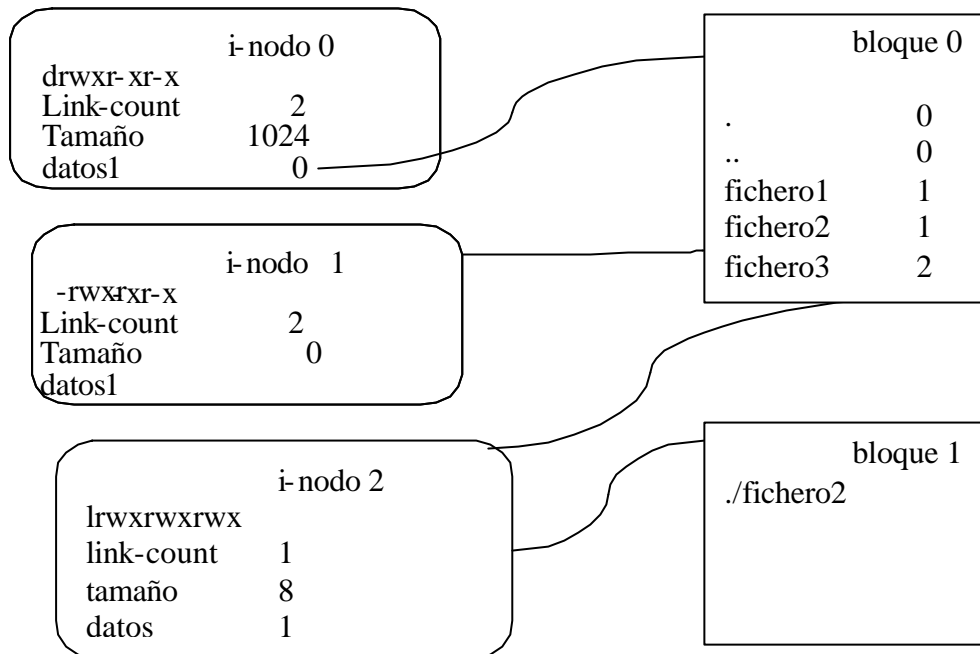 i-nodo 0
drwxr-xr-x
Link-count 2
Tamaño 1024
datos1 0
bloque 0
. 0
.. 0
fichero1 1
fichero2 1
fichero3 2
i-nodo 1
-rwxr-xr-x
Link-count 2
Tamaño 0
datos1
i-nodo 2
lrwxrwxrwx
link-count 1
tamaño 8
datos 1
bloque 1
./fichero2